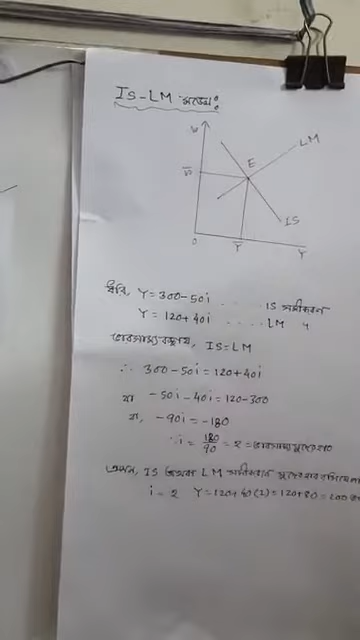 IS-LM মডেল:
LM
E
IS
O
Y̅
Y
ধরি, Y = 300 - 50i ..... IS সমীকরণ
Y = 120 + 40i ..... LM "
ভারসাম্যাবস্থায়, IS = LM
∴ 300 - 50i = 120 + 40i
বা -50i - 40i = 120 - 300
বা, -90i = -180
∴ i = 180/90 = 2 = ভারসাম্য সুদের হার
এখন, IS অথবা LM সমীকরণে সুদের হার
i = 2 Y = 120 + 40(2) = 120 + 80 = 200